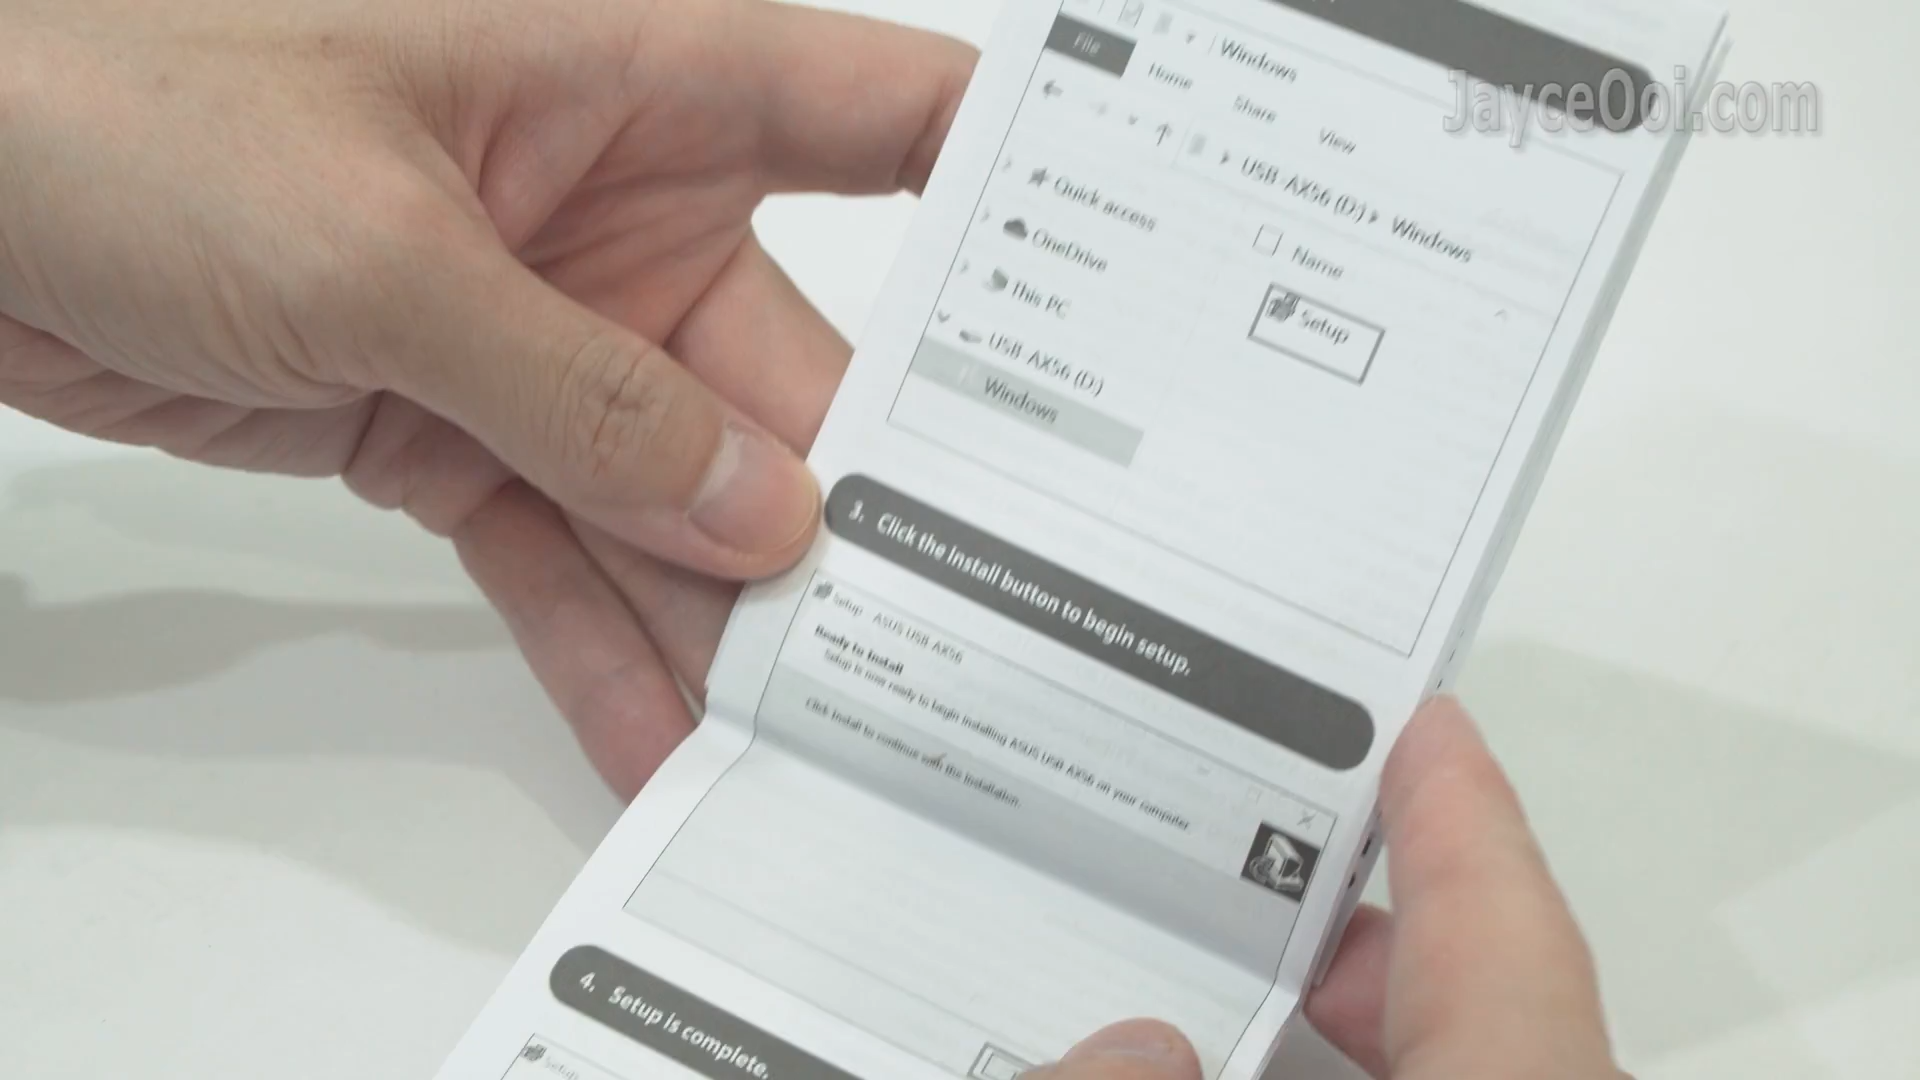 JayceOoi.com
Windows
File
Home
Share
View
USB-AX56 (D:)
Windows
Quick access
OneDrive
This PC
USB-AX56 (D:)
Windows
Name
Setup
3. Click the Install button to begin setup.
Setup - ASUS USB-AX56
Ready to Install
Setup is now ready to begin installing ASUS USB-AX56 on your computer.
Click Install to continue with the installation.
4. Setup is complete.
Setup